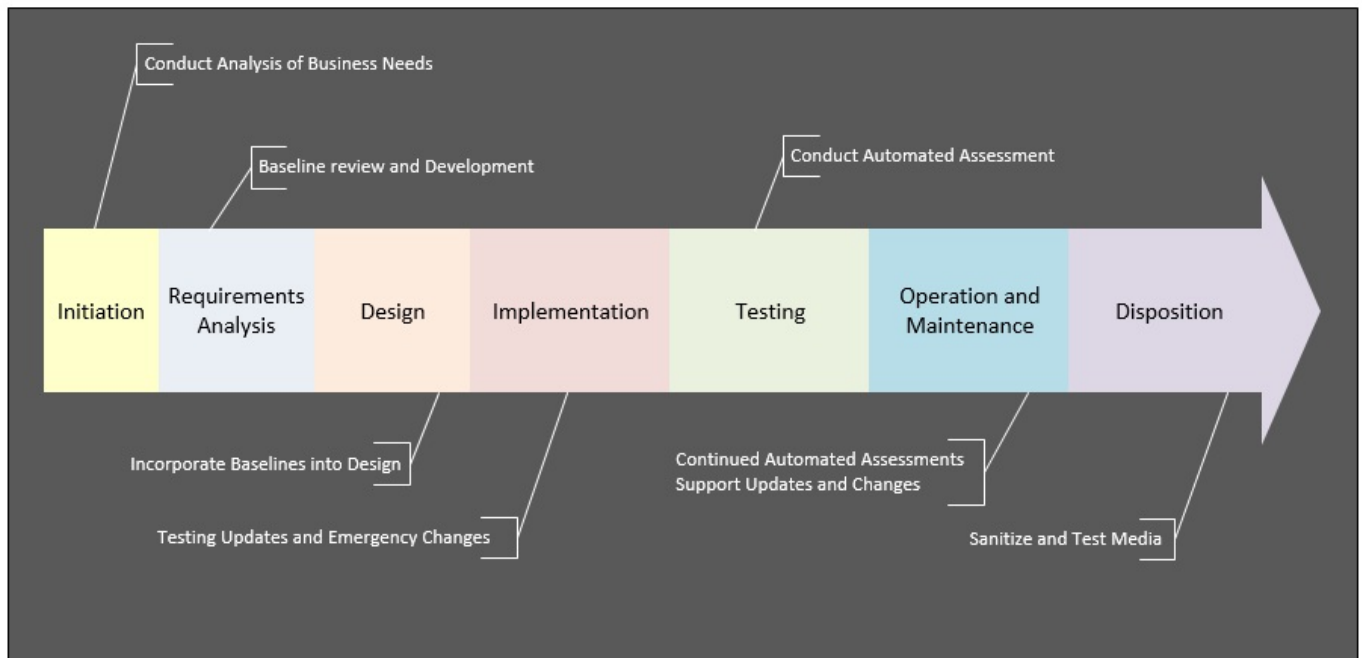 Conduct Analysis of Business Needs
Baseline review and Development
Conduct Automated Assessment
Initiation
Requirements
Analysis
Design
Implementation
Testing
Operation and
Maintenance
Disposition
Incorporate Baselines into Design
Testing Updates and Emergency Changes
Continued Automated Assessments
Support Updates and Changes
Sanitize and Test Media